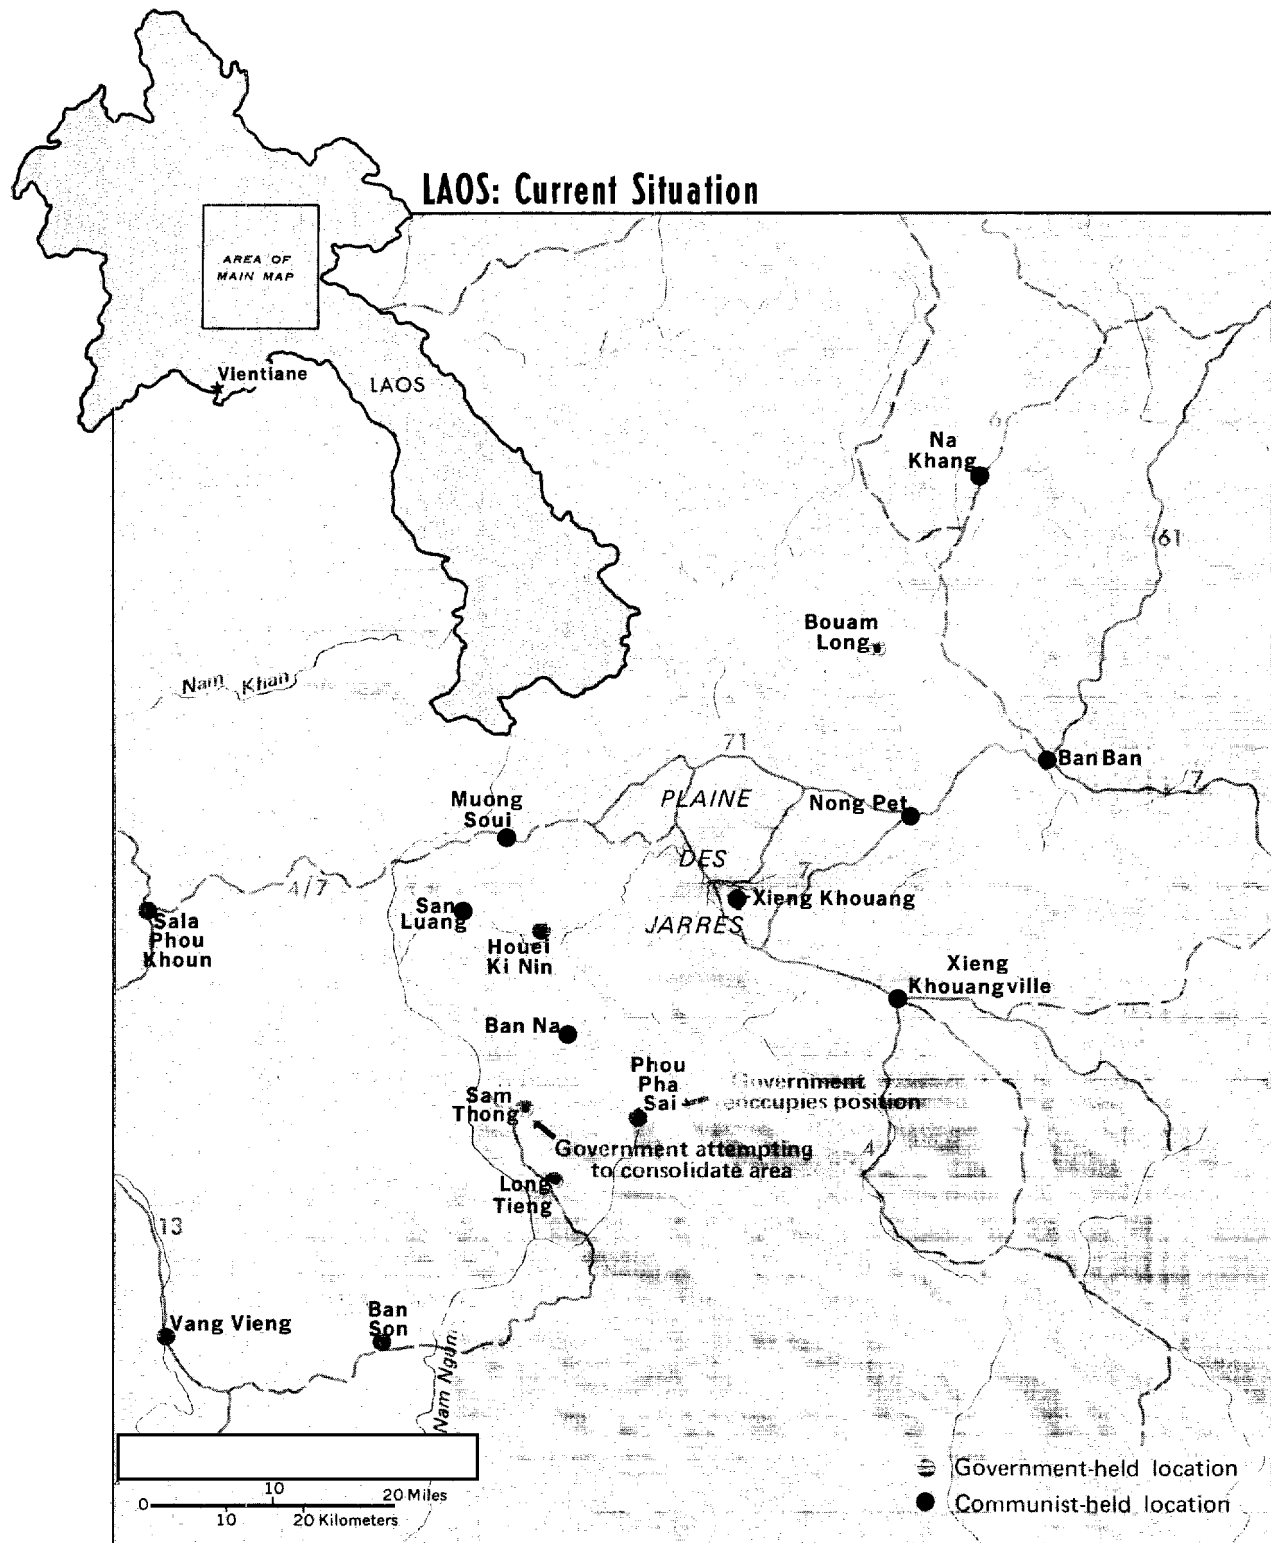 LAOS: Current Situation
AREA OF
MAIN MAP
Vientiane
LAOS
6
Na
Khang
61
Bouam
Long
Nam Khan
71
Ban Ban
7
PLAINE
Muong
Soui
Nong Pet
DES
4/7
7
Xieng Khouang
San
Luang
Sala
Phou
Khoun
JARRES
Houei
Ki Nin
Xieng
Khouangville
Ban Na
Phou
Pha
Sai
Government
occupies position
Sam
Thong
Government attempting
to consolidate area
4
Long
Tieng
13
Vang Vieng
Ban
Son
Nam Ngum
Government-held location
Communist-held location
0 10 20 Miles
10 20 Kilometers